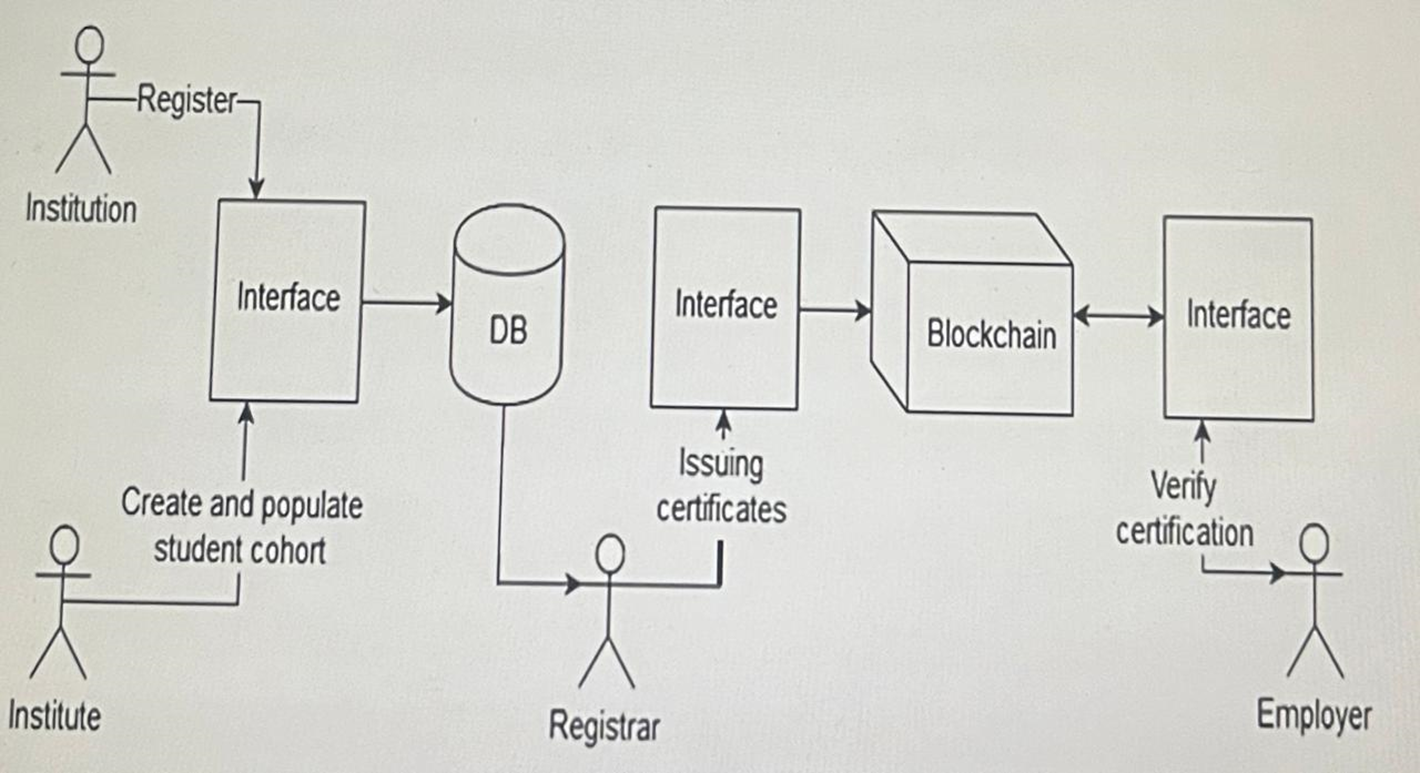 Register
Institution
Interface
DB
Interface
Blockchain
Interface
Create and populate
student cohort
Issuing
certificates
Verify
certification
Institute
Registrar
Employer